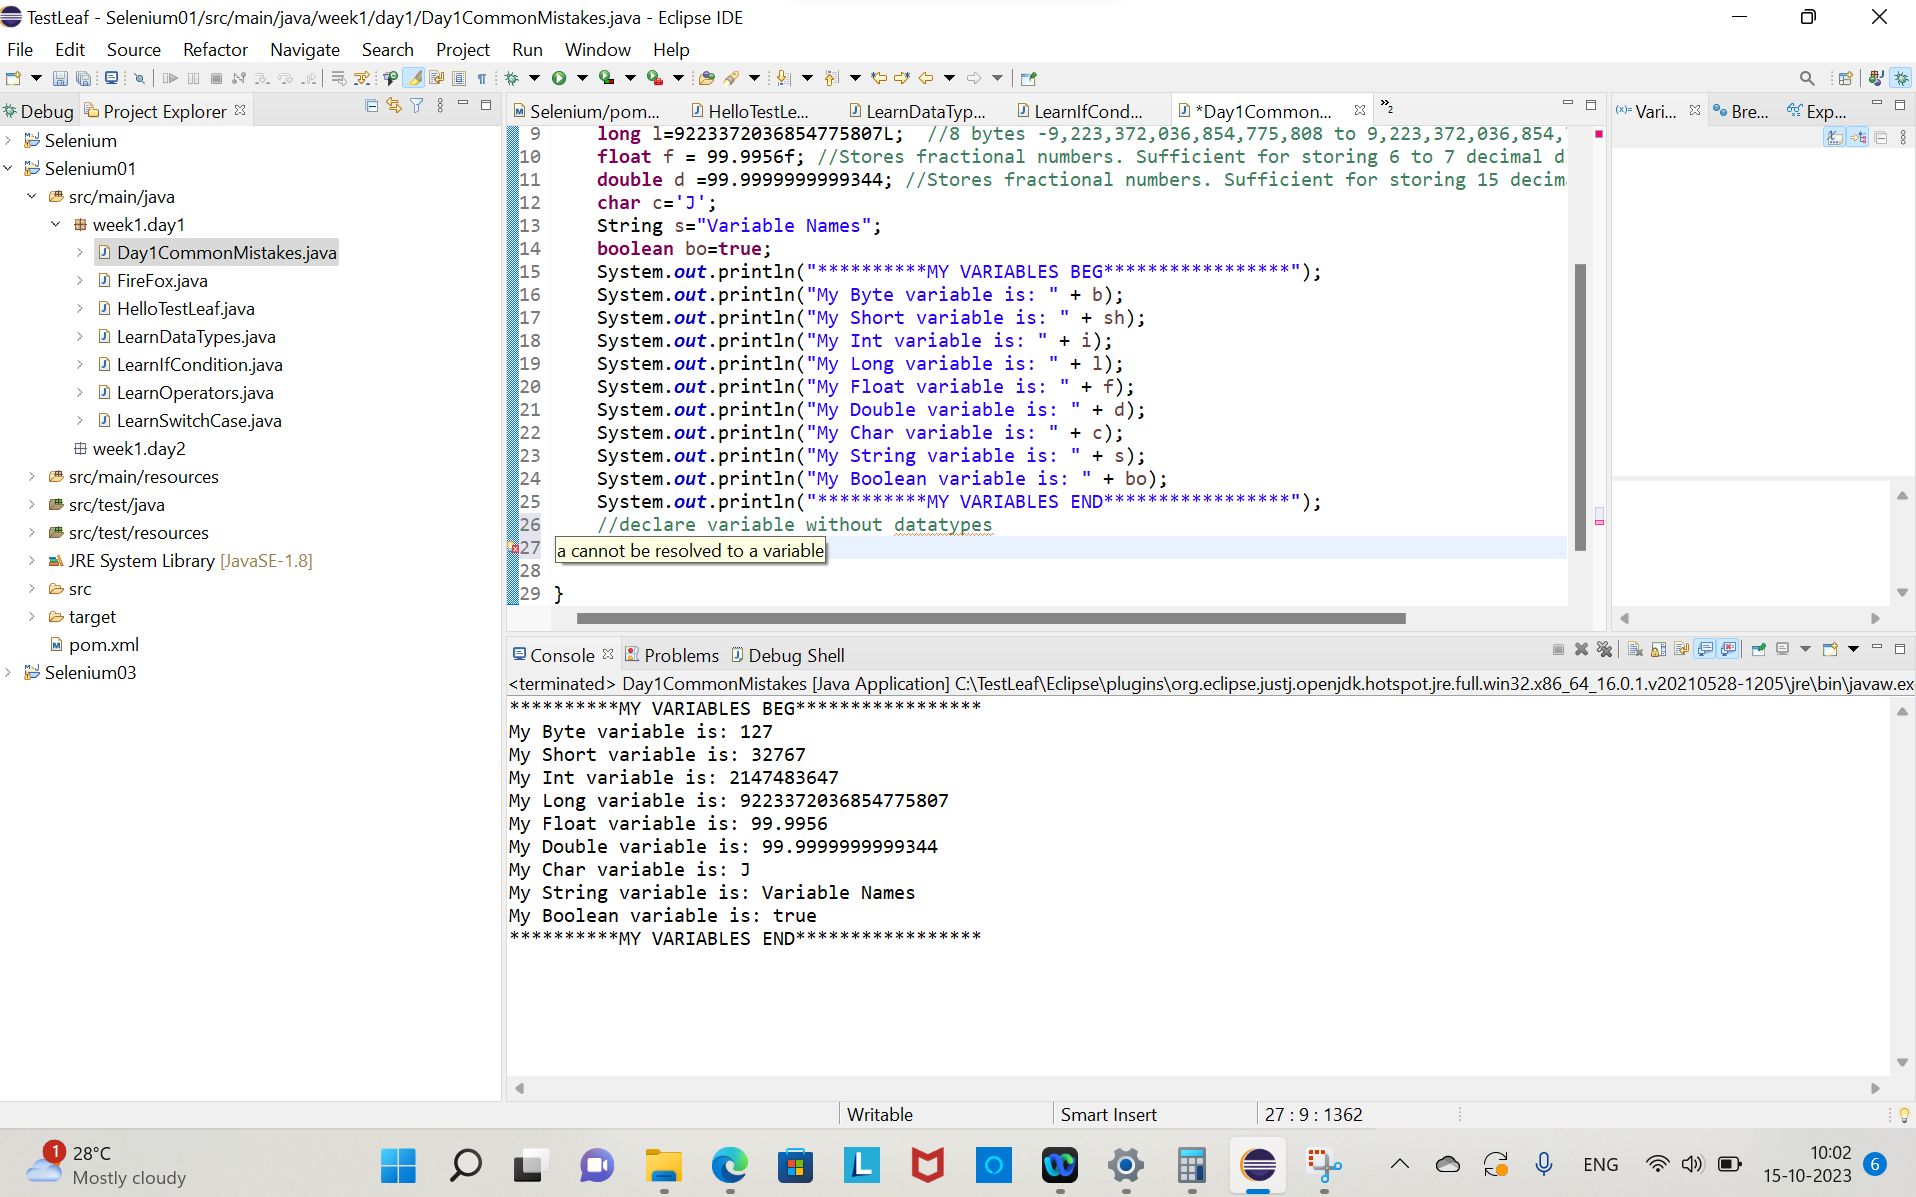 TestLeaf - Selenium01/src/main/java/week1/day1/Day1CommonMistakes.java - Eclipse IDE
File Edit Source Refactor Navigate Search Project Run Window Help
Debug Project Explorer
Selenium/pom... HelloTestLe... LearnDataTyp... LearnIfCond... *Day1Common... »2
(x)= Vari... Bre... Exp...
Selenium
Selenium01
src/main/java
week1.day1
Day1CommonMistakes.java
FireFox.java
HelloTestLeaf.java
LearnDataTypes.java
LearnIfCondition.java
LearnOperators.java
LearnSwitchCase.java
week1.day2
src/main/resources
src/test/java
src/test/resources
JRE System Library [JavaSE-1.8]
src
target
pom.xml
Selenium03
9 long l=9223372036854775807L; //8 bytes -9,223,372,036,854,775,808 to 9,223,372,036,854,
10 float f = 99.9956f; //Stores fractional numbers. Sufficient for storing 6 to 7 decimal d
11 double d =99.9999999999344; //Stores fractional numbers. Sufficient for storing 15 decim
12 char c='J';
13 String s="Variable Names";
14 boolean bo=true;
15 System.out.println("**********MY VARIABLES BEG*****************");
16 System.out.println("My Byte variable is: " + b);
17 System.out.println("My Short variable is: " + sh);
18 System.out.println("My Int variable is: " + i);
19 System.out.println("My Long variable is: " + l);
20 System.out.println("My Float variable is: " + f);
21 System.out.println("My Double variable is: " + d);
22 System.out.println("My Char variable is: " + c);
23 System.out.println("My String variable is: " + s);
24 System.out.println("My Boolean variable is: " + bo);
25 System.out.println("**********MY VARIABLES END*****************");
26 //declare variable without datatypes
27 a cannot be resolved to a variable
28
29 }
Console Problems Debug Shell
<terminated> Day1CommonMistakes [Java Application] C:\TestLeaf\Eclipse\plugins\org.eclipse.justj.openjdk.hotspot.jre.full.win32.x86_64_16.0.1.v20210528-1205\jre\bin\javaw.ex
**********MY VARIABLES BEG*****************
My Byte variable is: 127
My Short variable is: 32767
My Int variable is: 2147483647
My Long variable is: 9223372036854775807
My Float variable is: 99.9956
My Double variable is: 99.9999999999344
My Char variable is: J
My String variable is: Variable Names
My Boolean variable is: true
**********MY VARIABLES END*****************
Writable Smart Insert 27 : 9 : 1362
1 28°C
Mostly cloudy
ENG
10:02
15-10-2023
6